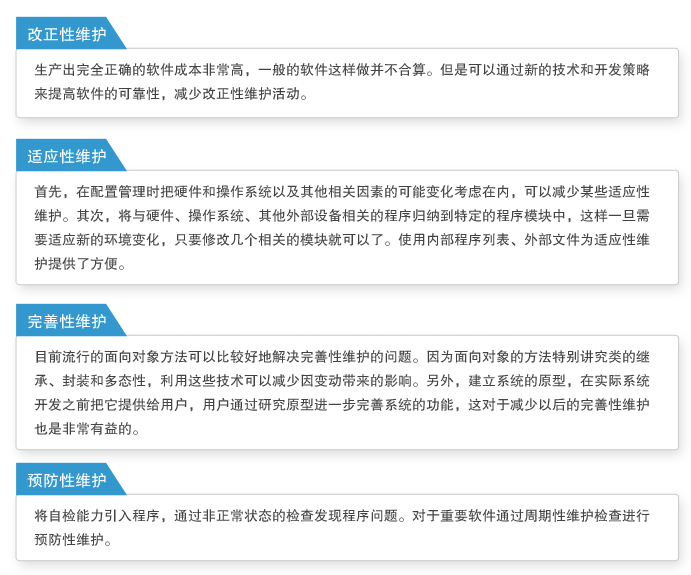 改正性维护
生产出完全正确的软件成本非常高，一般的软件这样做并不合算。但是可以通过新的技术和开发策略
来提高软件的可靠性，减少改正性维护活动。
适应性维护
首先，在配置管理时把硬件和操作系统以及其他相关因素的可能变化考虑在内，可以减少某些适应性
维护。其次，将与硬件、操作系统、其他外部设备相关的程序归纳到特定的程序模块中，这样一旦需
要适应新的环境变化，只要修改几个相关的模块就可以了。使用内部程序列表、外部文件为适应性维
护提供了方便。
完善性维护
目前流行的面向对象方法可以比较好地解决完善性维护的问题。因为面向对象的方法特别讲究类的继
承、封装和多态性，利用这些技术可以减少因变动带来的影响。另外，建立系统的原型，在实际系统
开发之前把它提供给用户，用户通过研究原型进一步完善系统的功能，这对于减少以后的完善性维护
也是非常有益的。
预防性维护
将自检能力引入程序，通过非正常状态的检查发现程序问题。对于重要软件通过周期性维护检查进行
预防性维护。